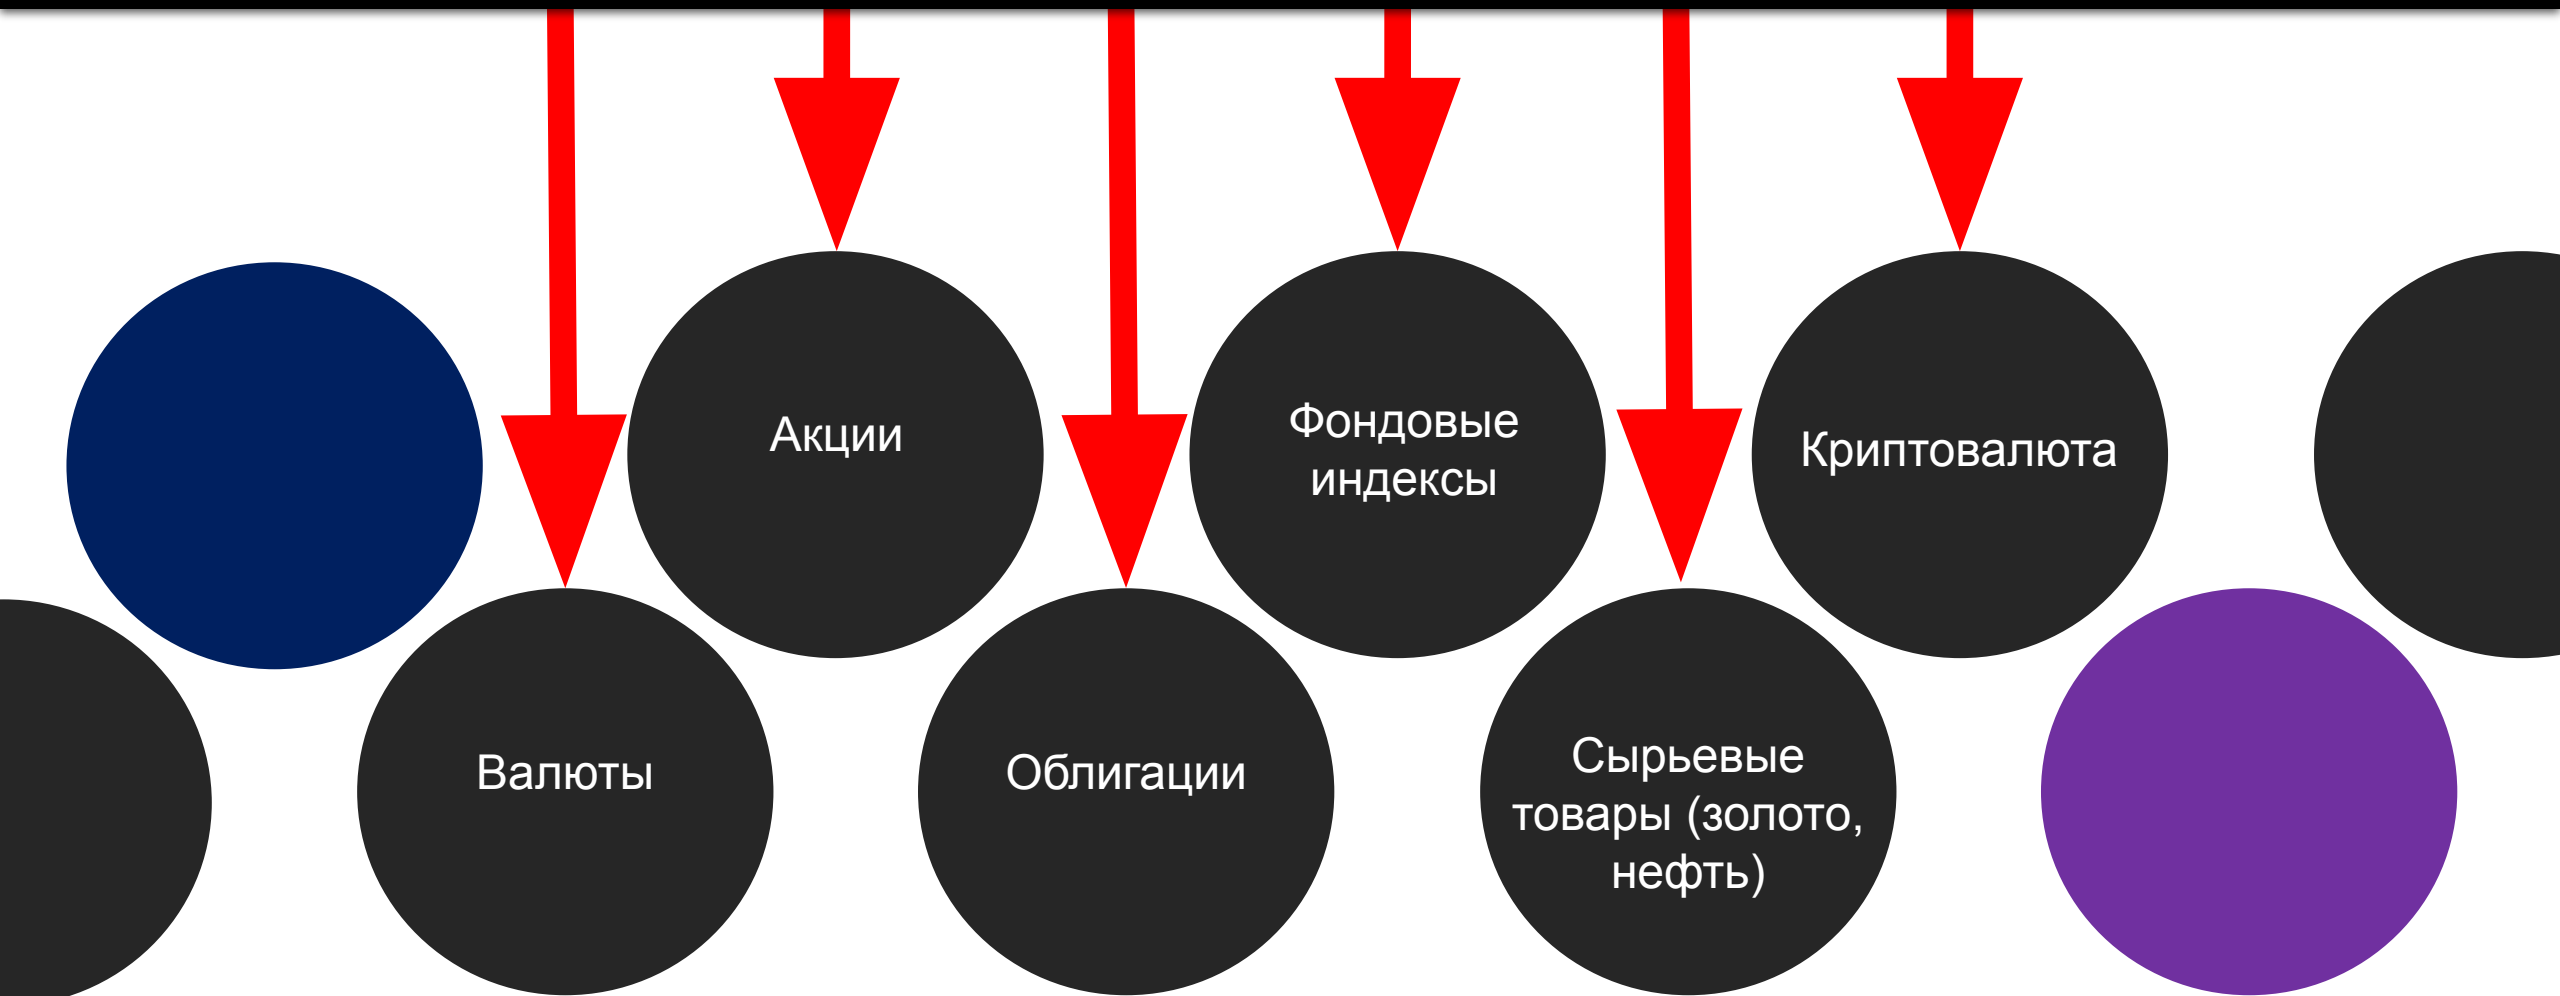 Акции
Фондовые
индексы
Криптовалюта
Валюты
Облигации
Сырьевые
товары (золото,
нефть)